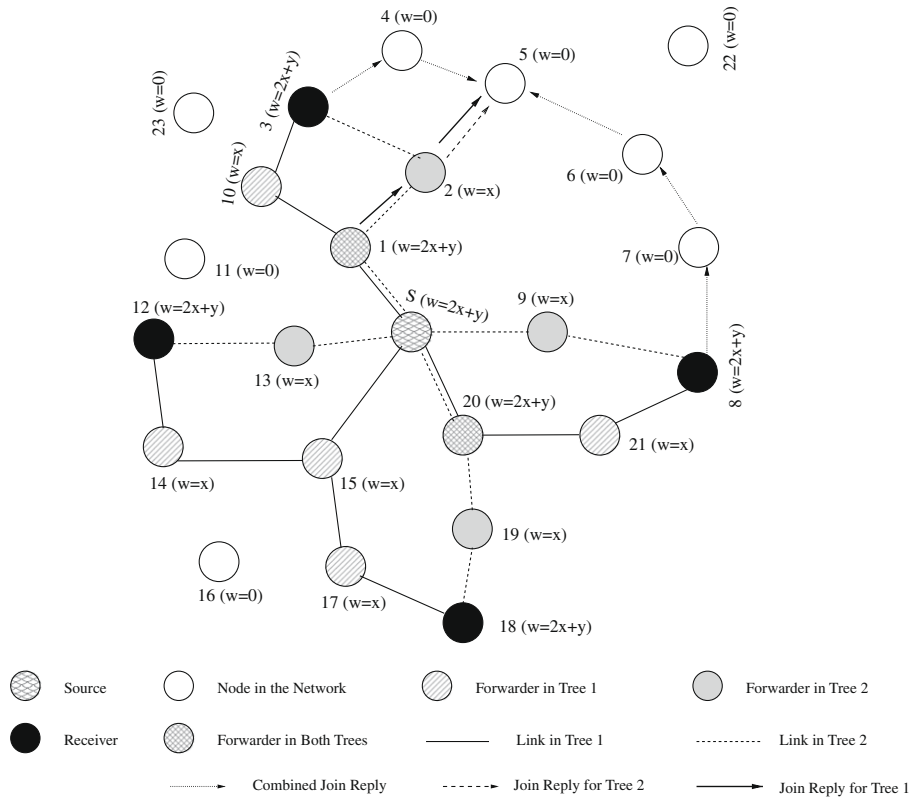 4 (w=0)
5 (w=0)
22 (w=0)
23 (w=0)
3 (w=2x+y)
10 (w=x)
2 (w=x)
6 (w=0)
1 (w=2x+y)
7 (w=0)
11 (w=0)
12 (w=2x+y)
S (w=2x+y)
9 (w=x)
13 (w=x)
8 (w=2x+y)
20 (w=2x+y)
21 (w=x)
14 (w=x)
15 (w=x)
19 (w=x)
16 (w=0)
17 (w=x)
18 (w=2x+y)
Source
Node in the Network
Forwarder in Tree 1
Forwarder in Tree 2
Receiver
Forwarder in Both Trees
Link in Tree 1
Link in Tree 2
Combined Join Reply
Join Reply for Tree 2
Join Reply for Tree 1